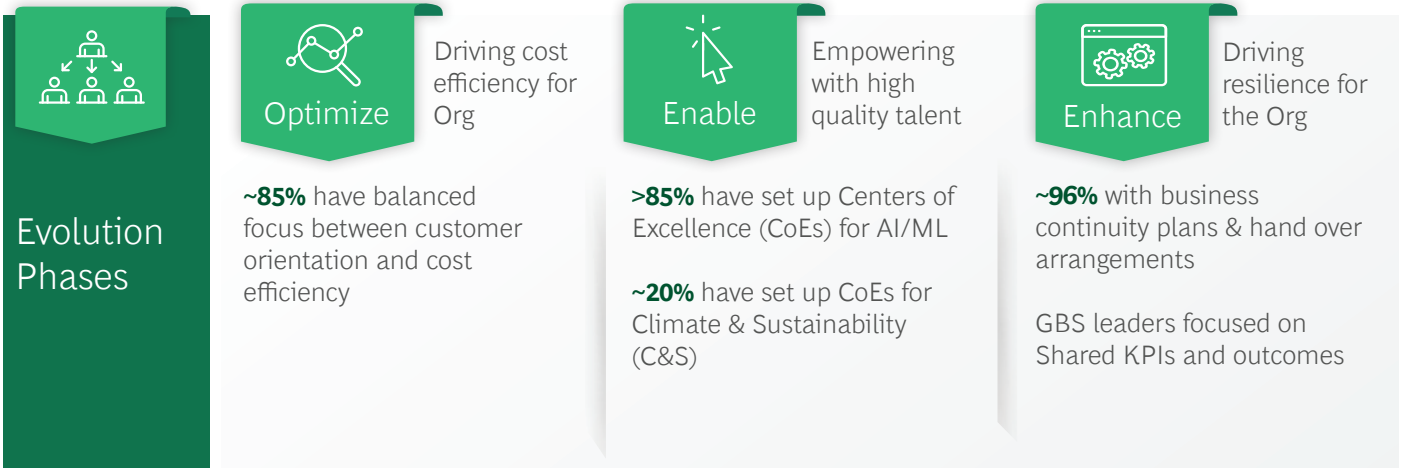 Evolution
Phases
Optimize
Driving cost
efficiency for
Org
~85% have balanced
focus between customer
orientation and cost
efficiency
Enable
Empowering
with high
quality talent
>85% have set up Centers of
Excellence (CoEs) for AI/ML
~20% have set up CoEs for
Climate & Sustainability
(C&S)
Enhance
Driving
resilience for
the Org
~96% with business
continuity plans & hand over
arrangements
GBS leaders focused on
Shared KPIs and outcomes